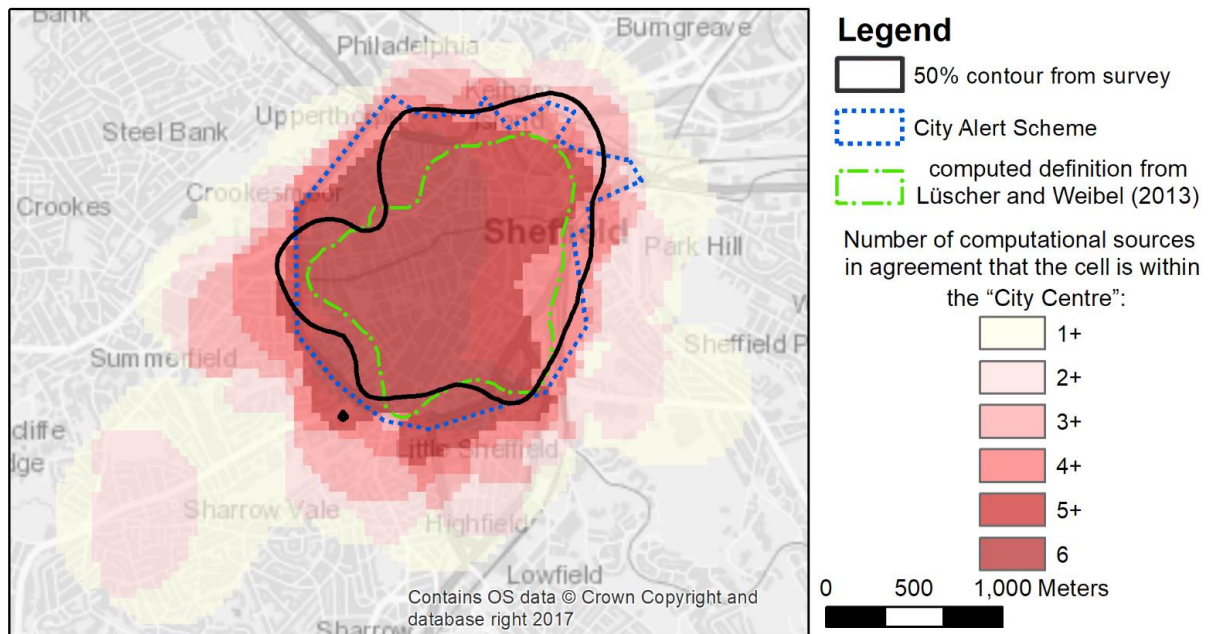 Bank
Philadelphia
Burngreave
Steel Bank
Upperthorpe
Kelham
Island
Crookes
Crookesmoor
Sheffield
Park Hill
Summerfield
Sheffield P
cliffe
dge
Little Sheffield
Sharrow Vale
Highfields
Lowfield
Sharrow
Contains OS data © Crown Copyright and
database right 2017
Legend
50% contour from survey
City Alert Scheme
computed definition from
Lüscher and Weibel (2013)
Number of computational sources
in agreement that the cell is within
the “City Centre”:
1+
2+
3+
4+
5+
6
0 500 1,000 Meters